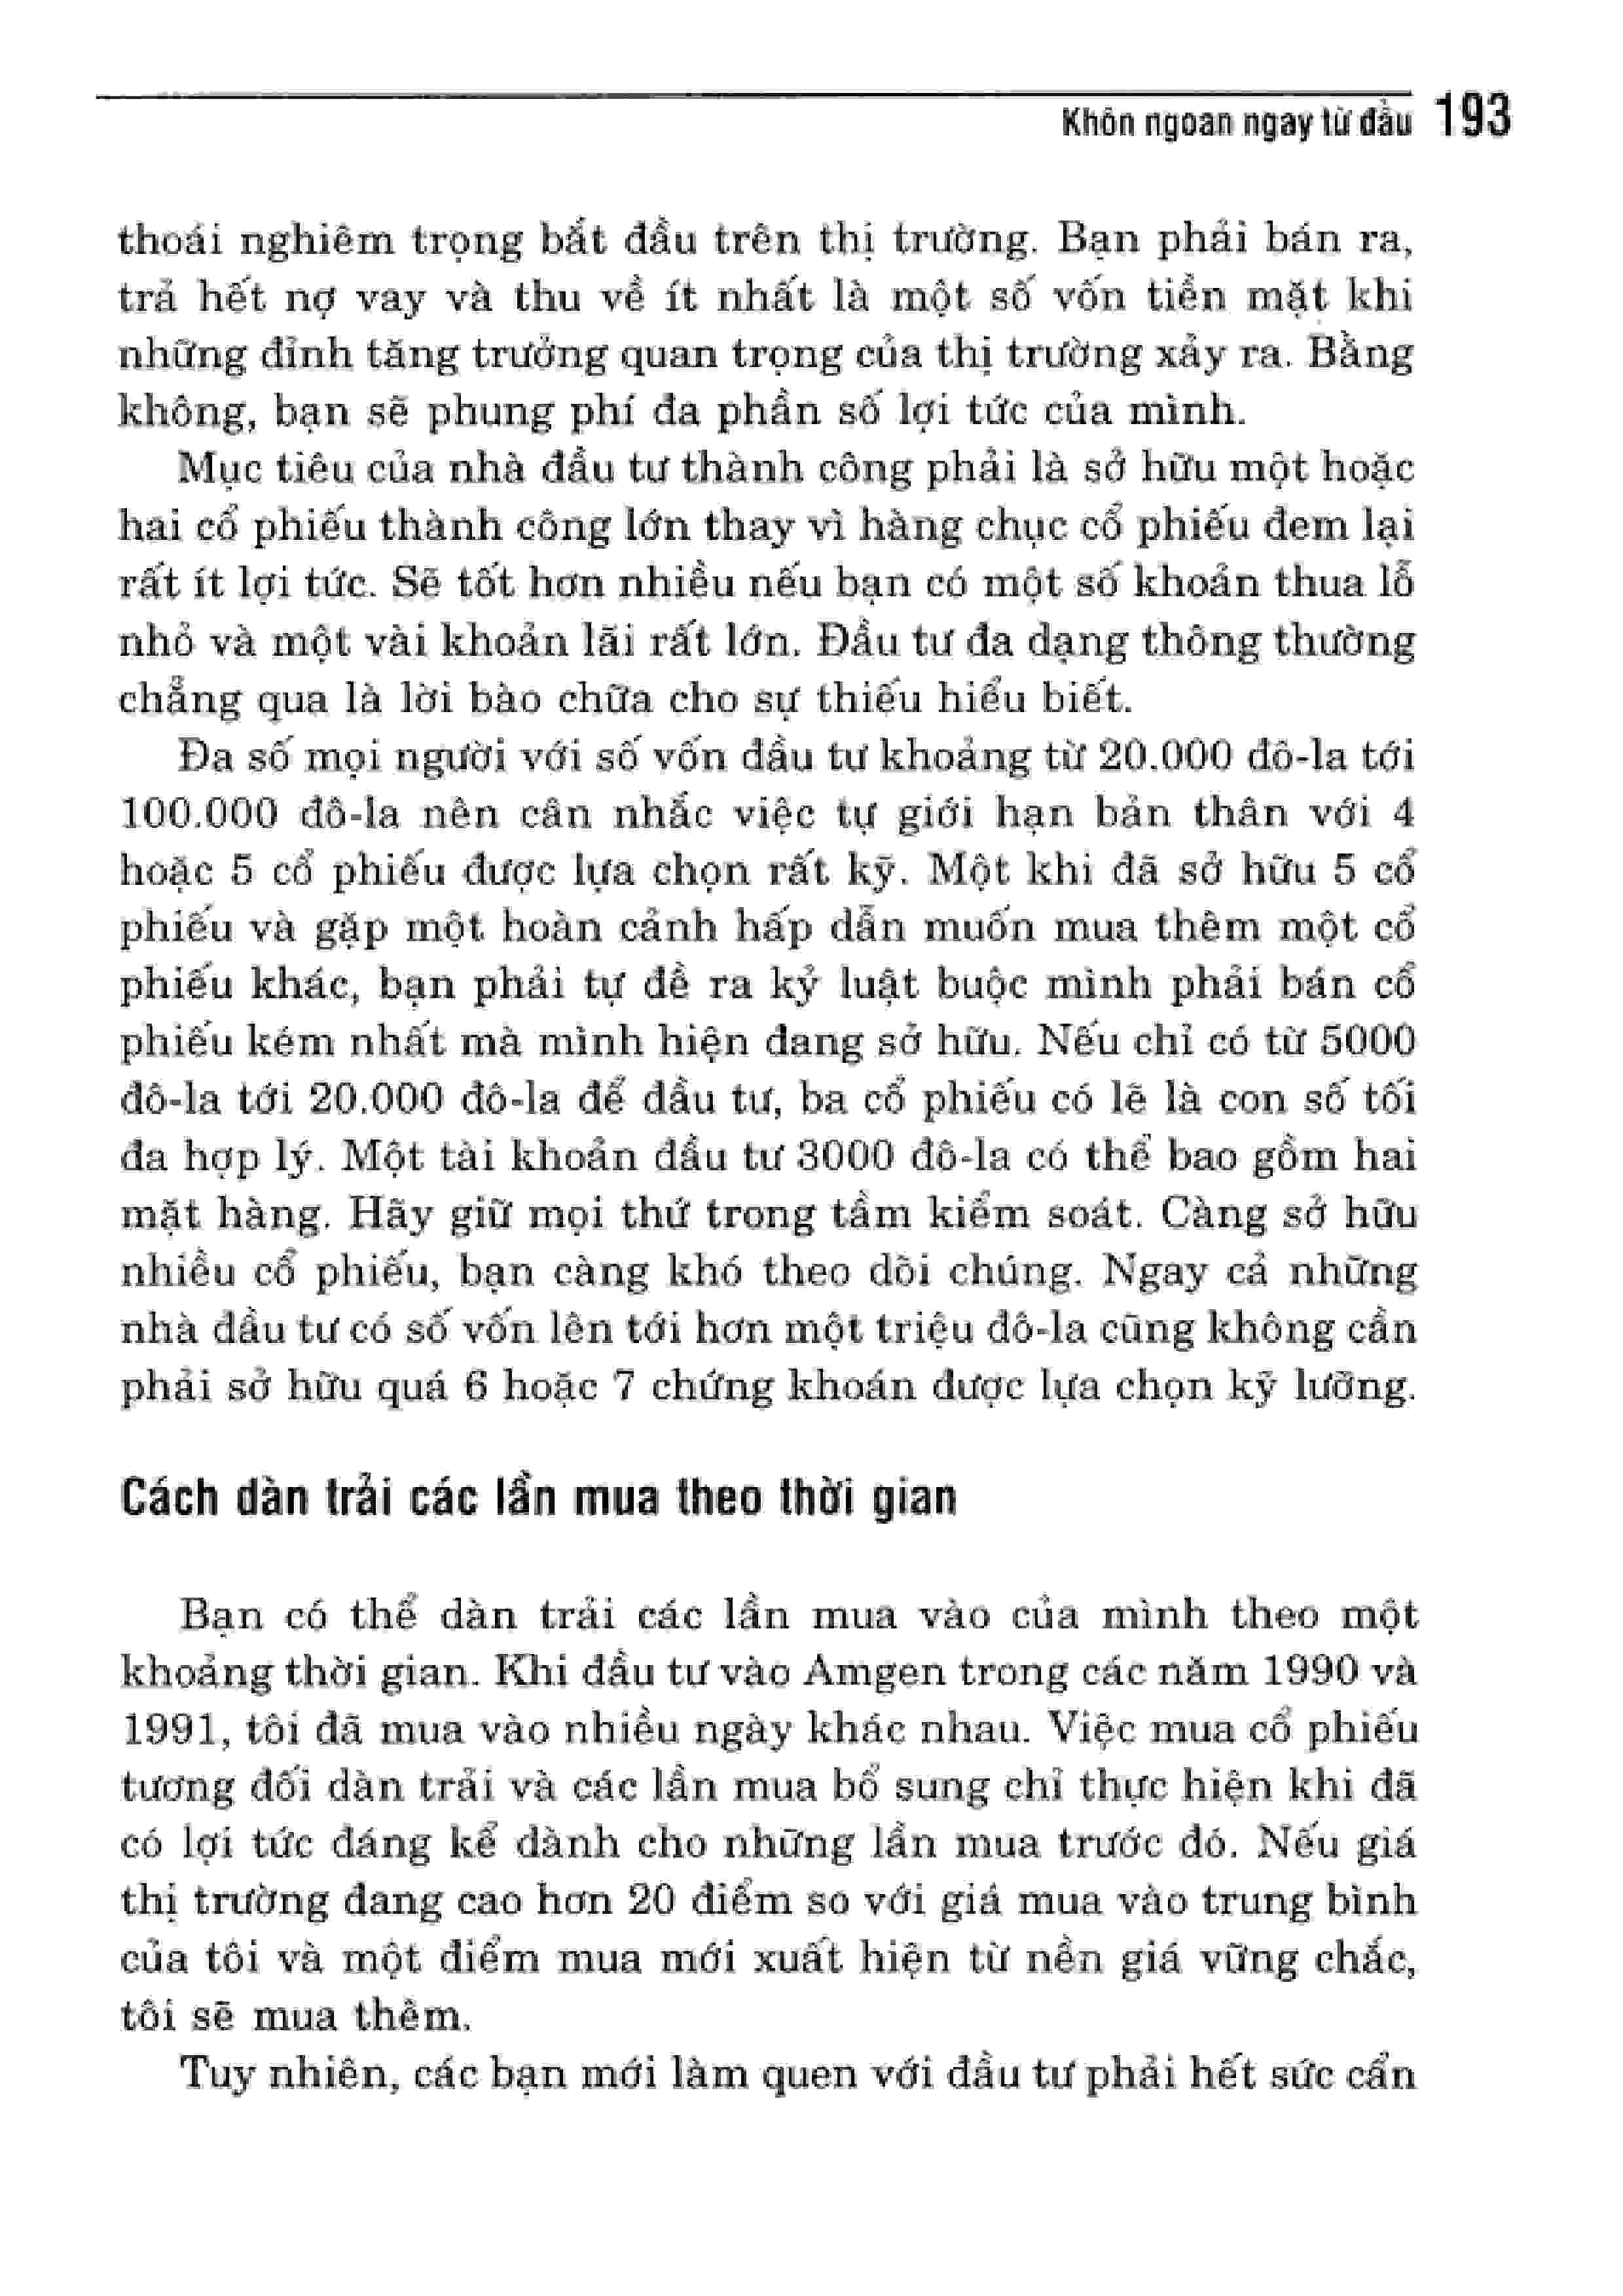 Khôn ngoan ngay từ đầu 193
thoái nghiêm trọng bắt đầu trên thị trường. Bạn phải bán ra,
trả hết nợ vay và thu về ít nhất là một số vốn tiền mặt khi
những đỉnh tăng trưởng quan trọng của thị trường xảy ra. Bằng
không, bạn sẽ phung phí đa phần số lợi tức của mình.
Mục tiêu của nhà đầu tư thành công phải là sở hữu một hoặc
hai cổ phiếu thành công lớn thay vì hàng chục cổ phiếu đem lại
rất ít lợi tức. Sẽ tốt hơn nhiều nếu bạn có một số khoản thua lỗ
nhỏ và một vài khoản lãi rất lớn. Đầu tư đa dạng thông thường
chẳng qua là lời bào chữa cho sự thiếu hiểu biết.
Đa số mọi người với số vốn đầu tư khoảng từ 20.000 đô-la tới
100.000 đô-la nên cân nhắc việc tự giới hạn bản thân với 4
hoặc 5 cổ phiếu được lựa chọn rất kỹ. Một khi đã sở hữu 5 cổ
phiếu và gặp một hoàn cảnh hấp dẫn muốn mua thêm một cổ
phiếu khác, bạn phải tự đề ra kỷ luật buộc mình phải bán cổ
phiếu kém nhất mà mình hiện đang sở hữu. Nếu chỉ có từ 5000
đô-la tới 20.000 đô-la để đầu tư, ba cổ phiếu có lẽ là con số tối
đa hợp lý. Một tài khoản đầu tư 3000 đô-la có thể bao gồm hai
mặt hàng. Hãy giữ mọi thứ trong tầm kiểm soát. Càng sở hữu
nhiều cổ phiếu, bạn càng khó theo dõi chúng. Ngay cả những
nhà đầu tư có số vốn lên tới hơn một triệu đô-la cũng không cần
phải sở hữu quá 6 hoặc 7 chứng khoán được lựa chọn kỹ lưỡng.
Cách dàn trải các lần mua theo thời gian
Bạn có thể dàn trải các lần mua vào của mình theo một
khoảng thời gian. Khi đầu tư vào Amgen trong các năm 1990 và
1991, tôi đã mua vào nhiều ngày khác nhau. Việc mua cổ phiếu
tương đối dàn trải và các lần mua bổ sung chỉ thực hiện khi đã
có lợi tức đáng kể dành cho những lần mua trước đó. Nếu giá
thị trường đang cao hơn 20 điểm so với giá mua vào trung bình
của tôi và một điểm mua mới xuất hiện từ nền giá vững chắc,
tôi sẽ mua thêm.
Tuy nhiên, các bạn mới làm quen với đầu tư phải hết sức cẩn